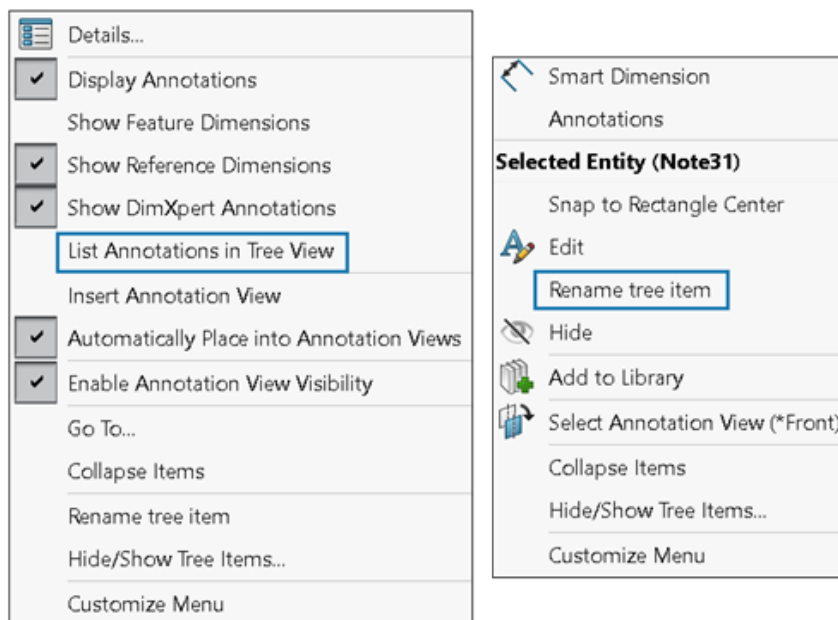 Details...
Display Annotations
Show Feature Dimensions
Show Reference Dimensions
Show DimXpert Annotations
List Annotations in Tree View
Insert Annotation View
Automatically Place into Annotation Views
Enable Annotation View Visibility
Go To...
Collapse Items
Rename tree item
Hide/Show Tree Items...
Customize Menu
Smart Dimension
Annotations
Selected Entity (Note31)
Snap to Rectangle Center
Edit
Rename tree item
Hide
Add to Library
Select Annotation View (*Front)
Collapse Items
Hide/Show Tree Items...
Customize Menu